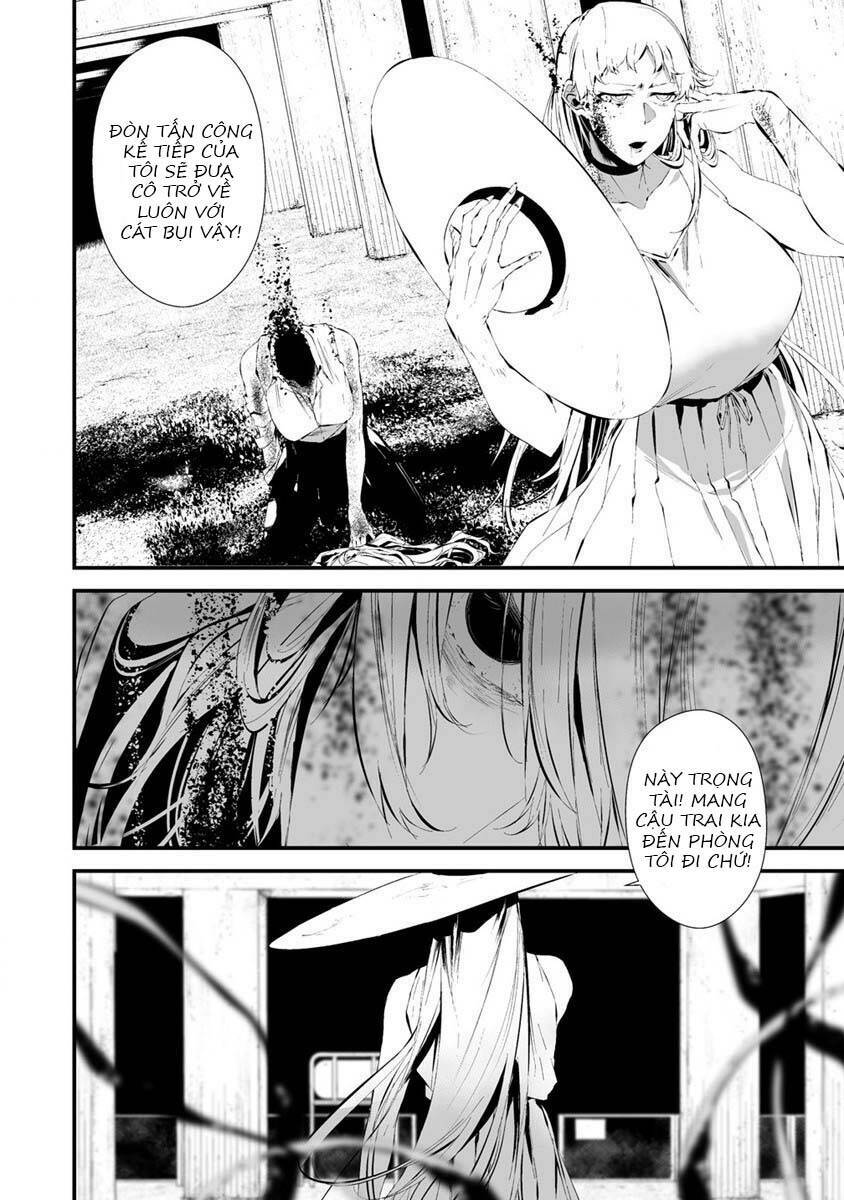 ĐÒN TẤN CÔNG
KẾ TIẾP CỦA
TÔI SẼ ĐƯA
CÔ TRỞ VỀ
LUÔN VỚI
CÁT BỤI VẬY!
NÀY TRỌNG
TÀI! MANG
CẬU TRAI KIA
ĐẾN PHÒNG
TÔI ĐI CHỨ!